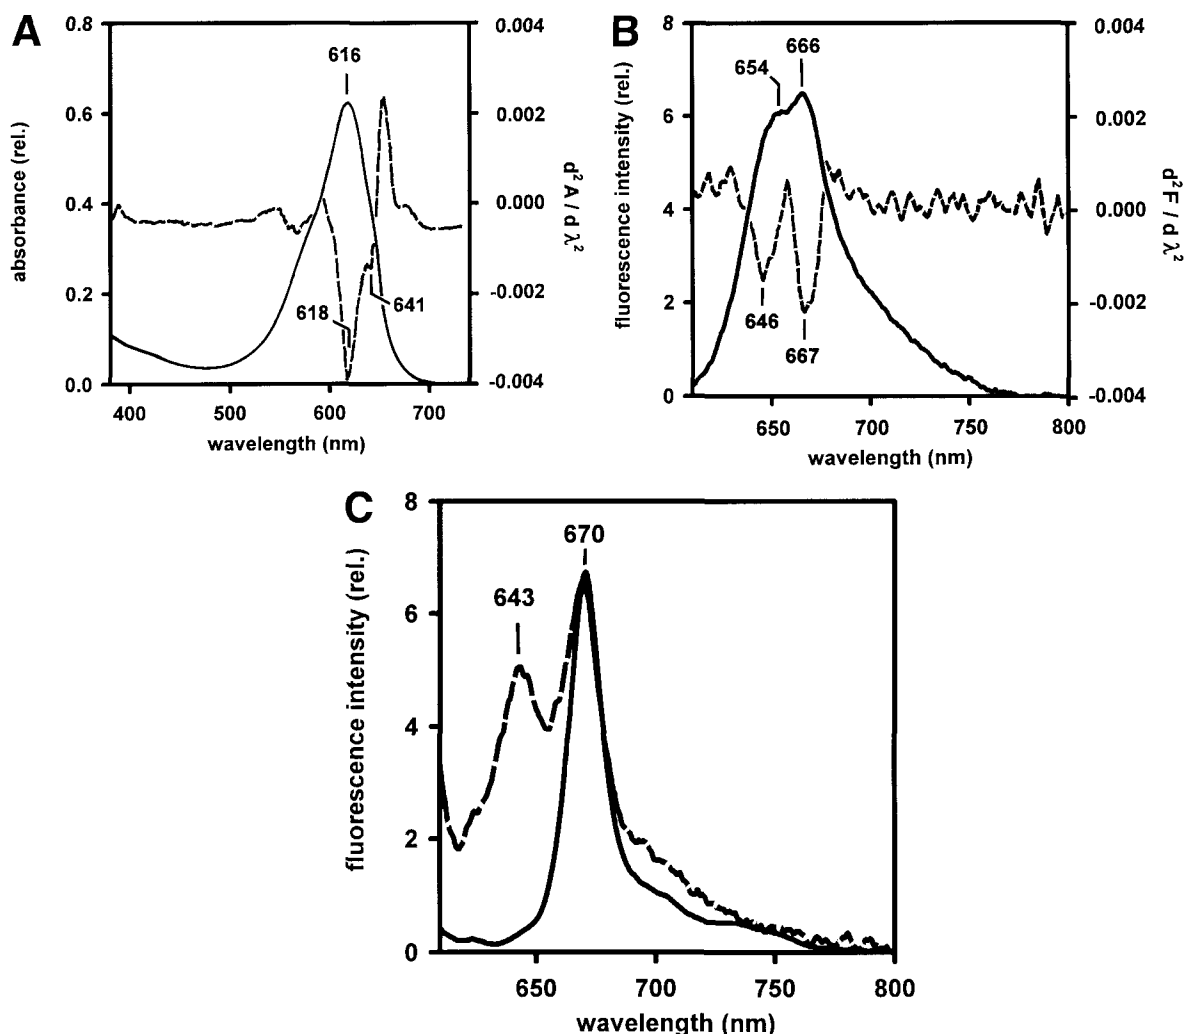 A
absorbance (rel.)
0.8
0.6
0.4
0.2
0.0
616
618
641
0.004
0.002
0.000
-0.002
-0.004
d² A / d λ²
400 500 600 700
wavelength (nm)
B
fluorescence intensity (rel.)
8
6
4
2
0
654
666
646
667
0.004
0.002
0.000
-0.002
-0.004
d² F / d λ²
650 700 750 800
wavelength (nm)
C
fluorescence intensity (rel.)
8
6
4
2
0
643
670
650 700 750 800
wavelength (nm)